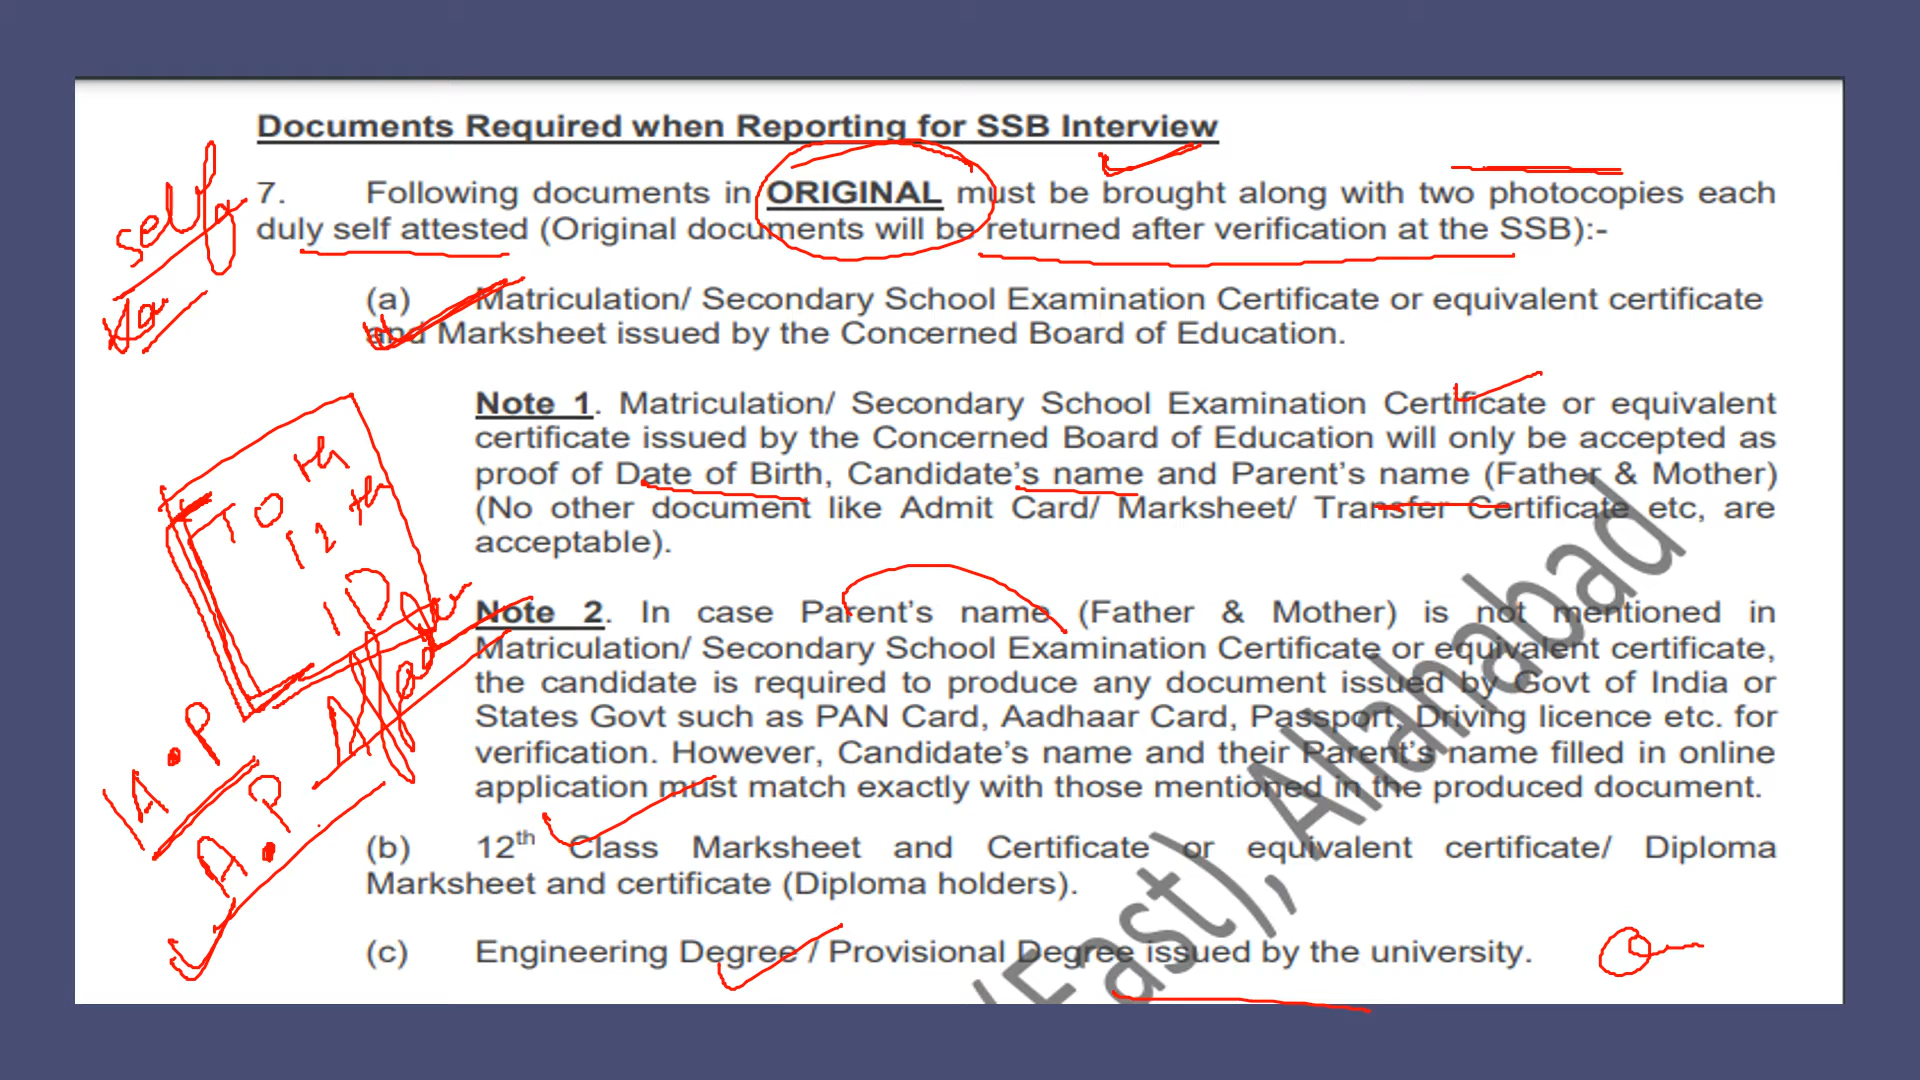 Documents Required when Reporting for SSB Interview
7. Following documents in ORIGINAL must be brought along with two photocopies each
duly self attested (Original documents will be returned after verification at the SSB):-
(a) Matriculation/ Secondary School Examination Certificate or equivalent certificate
and Marksheet issued by the Concerned Board of Education.
Note 1. Matriculation/ Secondary School Examination Certificate or equivalent
certificate issued by the Concerned Board of Education will only be accepted as
proof of Date of Birth, Candidate's name and Parent's name (Father & Mother)
(No other document like Admit Card/ Marksheet/ Transfer Certificate etc, are
acceptable).
Note 2. In case Parent's name (Father & Mother) is not mentioned in
Matriculation/ Secondary School Examination Certificate or equivalent certificate,
the candidate is required to produce any document issued by Govt of India or
States Govt such as PAN Card, Aadhaar Card, Passport, Driving licence etc. for
verification. However, Candidate's name and their Parent's name filled in online
application must match exactly with those mentioned in the produced document.
(b) 12th Class Marksheet and Certificate or equivalent certificate/ Diploma
Marksheet and certificate (Diploma holders).
(c) Engineering Degree / Provisional Degree issued by the university.
(East), Allahabad
self
10th
12th
A.P
A.P